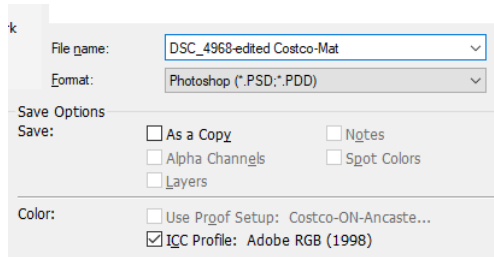 rk
File name: DSC_4968-edited Costco-Mat
Format: Photoshop (*.PSD;*.PDD)
Save Options
Save: As a Copy Notes
Alpha Channels Spot Colors
Layers
Color: Use Proof Setup: Costco-ON-Ancaste...
ICC Profile: Adobe RGB (1998)